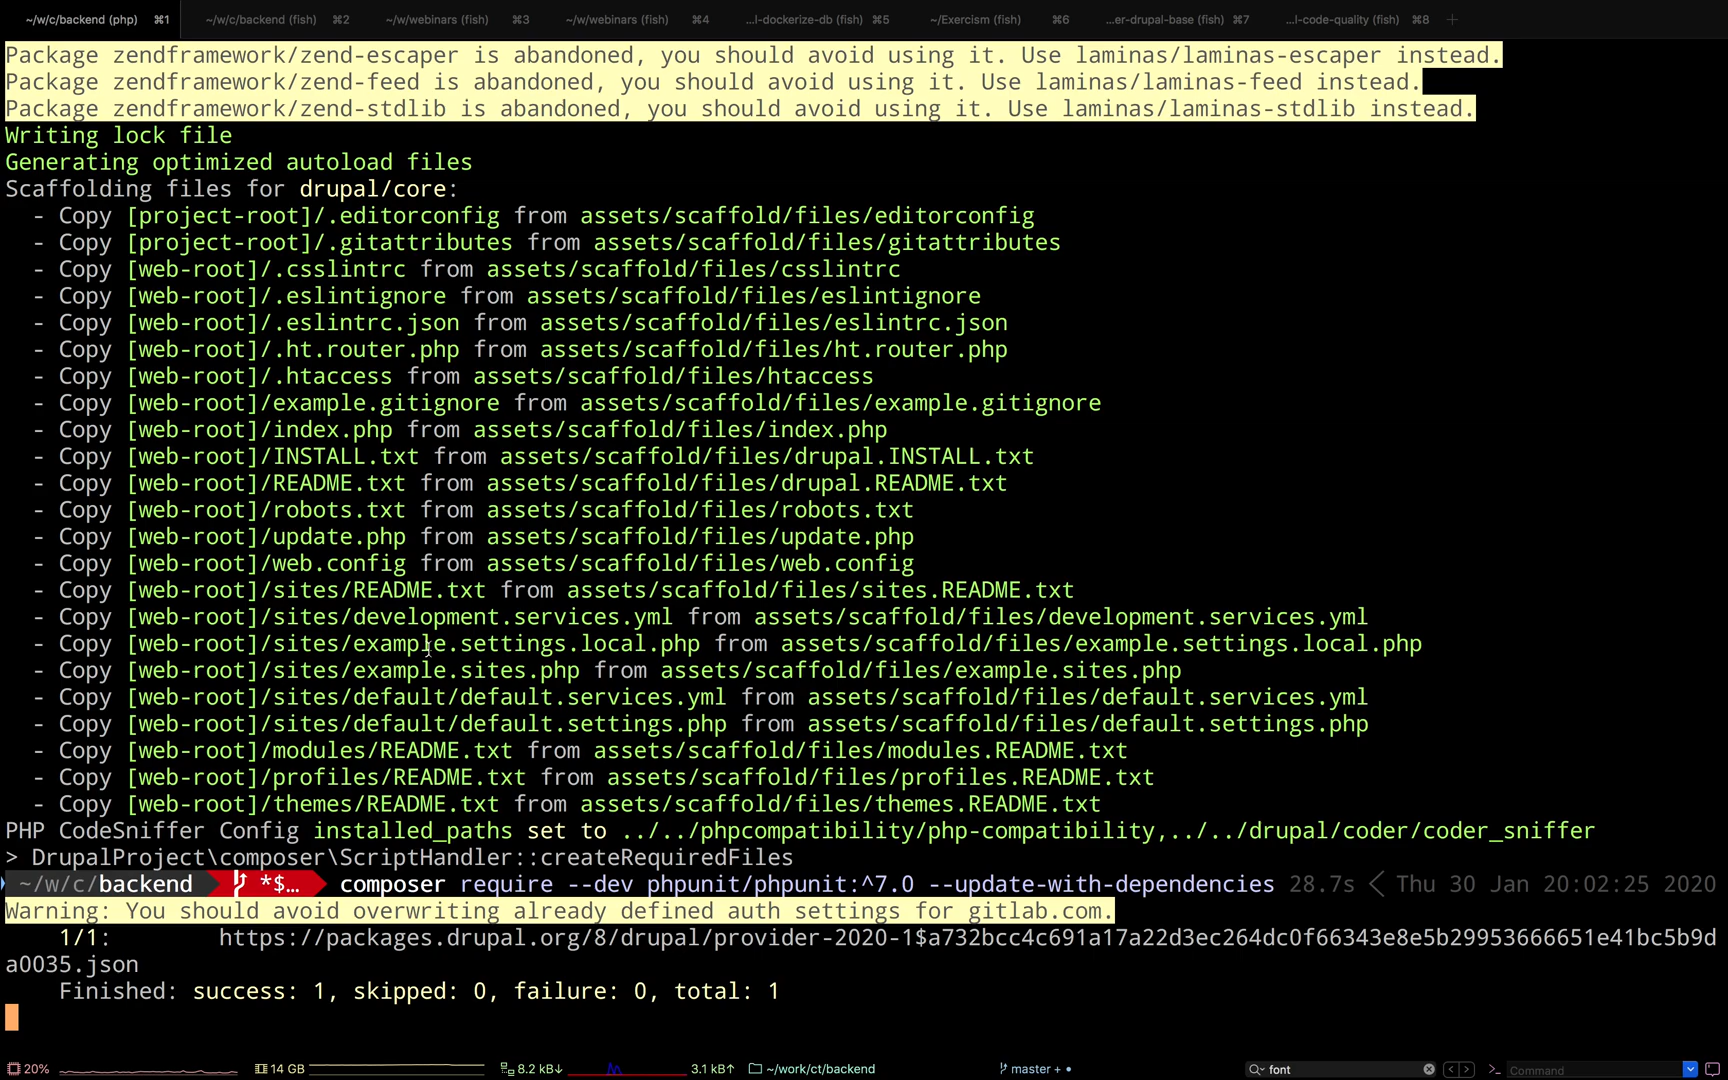 ~/w/c/backend (php) ⌘1 ~/w/c/backend (fish) ⌘2 ~/w/webinars (fish) ⌘3 ~/w/webinars (fish) ⌘4 ...l-dockerize-db (fish) ⌘5 ~/Exercism (fish) ⌘6 ...er-drupal-base (fish) ⌘7 ...l-code-quality (fish) ⌘8 +
Package zendframework/zend-escaper is abandoned, you should avoid using it. Use laminas/laminas-escaper instead.
Package zendframework/zend-feed is abandoned, you should avoid using it. Use laminas/laminas-feed instead.
Package zendframework/zend-stdlib is abandoned, you should avoid using it. Use laminas/laminas-stdlib instead.
Writing lock file
Generating optimized autoload files
Scaffolding files for drupal/core:
- Copy [project-root]/.editorconfig from assets/scaffold/files/editorconfig
- Copy [project-root]/.gitattributes from assets/scaffold/files/gitattributes
- Copy [web-root]/.csslintrc from assets/scaffold/files/csslintrc
- Copy [web-root]/.eslintignore from assets/scaffold/files/eslintignore
- Copy [web-root]/.eslintrc.json from assets/scaffold/files/eslintrc.json
- Copy [web-root]/.ht.router.php from assets/scaffold/files/ht.router.php
- Copy [web-root]/.htaccess from assets/scaffold/files/htaccess
- Copy [web-root]/example.gitignore from assets/scaffold/files/example.gitignore
- Copy [web-root]/index.php from assets/scaffold/files/index.php
- Copy [web-root]/INSTALL.txt from assets/scaffold/files/drupal.INSTALL.txt
- Copy [web-root]/README.txt from assets/scaffold/files/drupal.README.txt
- Copy [web-root]/robots.txt from assets/scaffold/files/robots.txt
- Copy [web-root]/update.php from assets/scaffold/files/update.php
- Copy [web-root]/web.config from assets/scaffold/files/web.config
- Copy [web-root]/sites/README.txt from assets/scaffold/files/sites.README.txt
- Copy [web-root]/sites/development.services.yml from assets/scaffold/files/development.services.yml
- Copy [web-root]/sites/example.settings.local.php from assets/scaffold/files/example.settings.local.php
- Copy [web-root]/sites/example.sites.php from assets/scaffold/files/example.sites.php
- Copy [web-root]/sites/default/default.services.yml from assets/scaffold/files/default.services.yml
- Copy [web-root]/sites/default/default.settings.php from assets/scaffold/files/default.settings.php
- Copy [web-root]/modules/README.txt from assets/scaffold/files/modules.README.txt
- Copy [web-root]/profiles/README.txt from assets/scaffold/files/profiles.README.txt
- Copy [web-root]/themes/README.txt from assets/scaffold/files/themes.README.txt
PHP CodeSniffer Config installed_paths set to ../../phpcompatibility/php-compatibility,../../drupal/coder/coder_sniffer
> DrupalProject\composer\ScriptHandler::createRequiredFiles
~/w/c/backend *$… composer require --dev phpunit/phpunit:^7.0 --update-with-dependencies 28.7s < Thu 30 Jan 20:02:25 2020
Warning: You should avoid overwriting already defined auth settings for gitlab.com.
1/1: https://packages.drupal.org/8/drupal/provider-2020-1$a732bcc4c691a17a22d3ec264dc0f66343e8e5b29953666651e41bc5b9d
a0035.json
Finished: success: 1, skipped: 0, failure: 0, total: 1
20% 14 GB 8.2 kB↓ 3.1 kB↑ ~/work/ct/backend master + • font Command